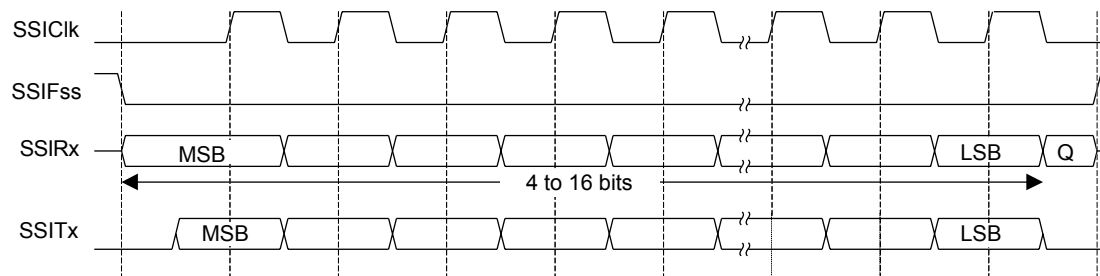 SSIClk
SSIFss
SSIRx MSB LSB Q
4 to 16 bits
SSITx MSB LSB